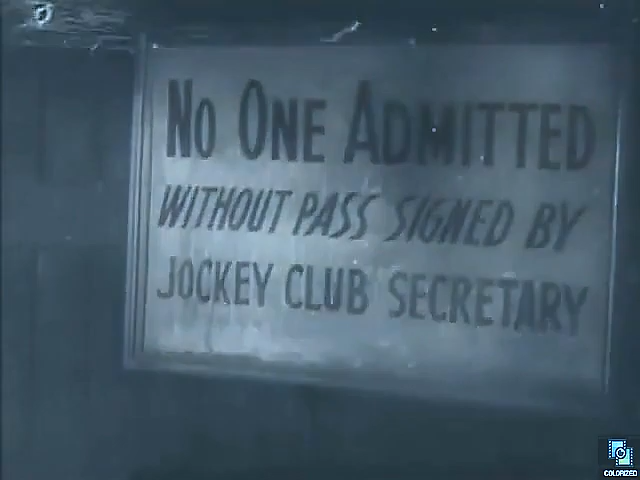 No One Admitted
WITHOUT PASS SIGNED BY
JOCKEY CLUB SECRETARY
COLORIZED